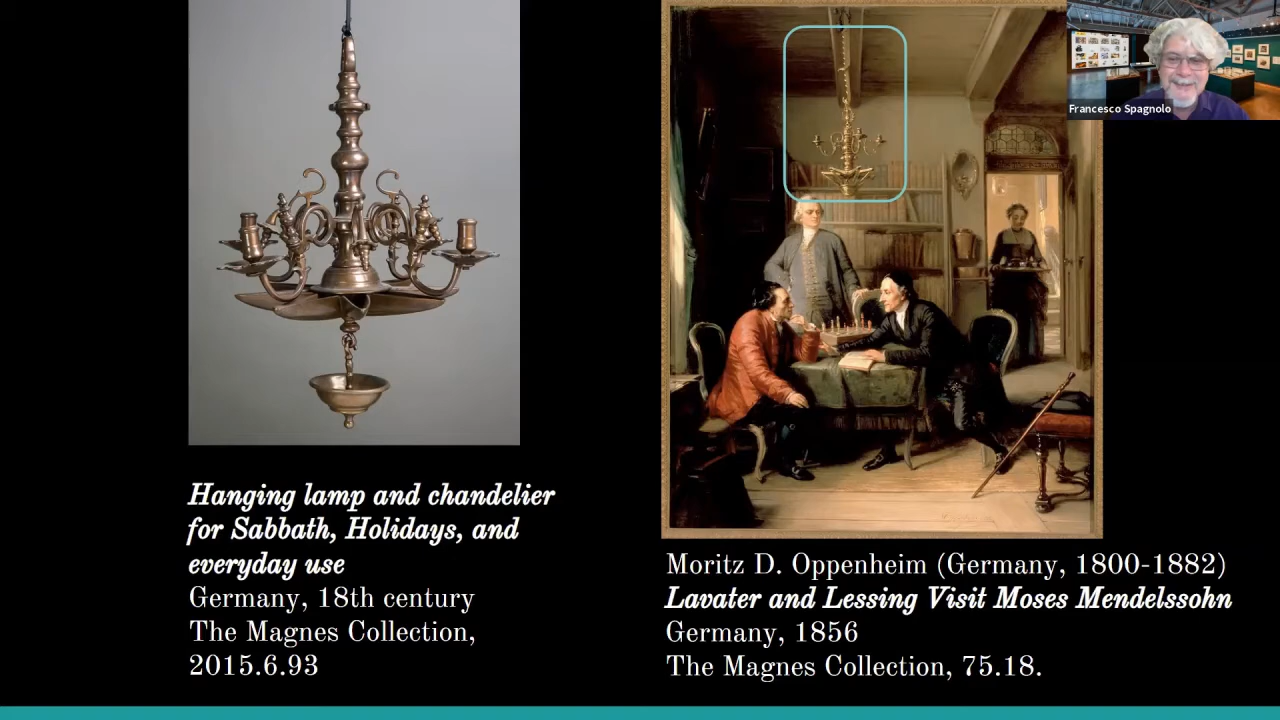 Francesco Spagnolo
Hanging lamp and chandelier
for Sabbath, Holidays, and
everyday use
Germany, 18th century
The Magnes Collection,
2015.6.93
Moritz D. Oppenheim (Germany, 1800-1882)
Lavater and Lessing Visit Moses Mendelssohn
Germany, 1856
The Magnes Collection, 75.18.